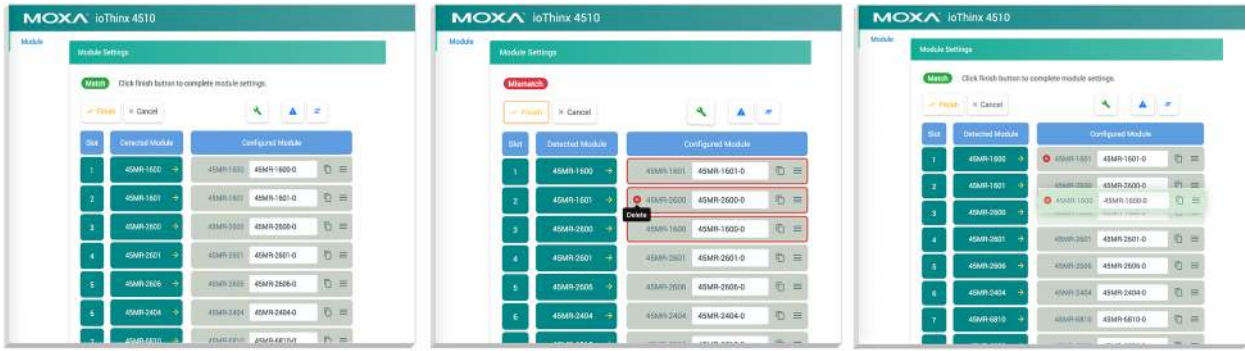 MOXA ioThinx 4510
Module
Module Settings
Match Click finish button to complete module settings.
Finish × Cancel
Slot Detected Module Configured Module
1 45MR-1600 → 45MR-1600 45MR-1600-0
2 45MR-1601 → 45MR-1601 45MR-1601-0
3 45MR-2600 → 45MR-2600 45MR-2600-0
4 45MR-2601 → 45MR-2601 45MR-2601-0
5 45MR-2606 → 45MR-2606 45MR-2606-0
6 45MR-2404 → 45MR-2404 45MR-2404-0
MOXA ioThinx 4510
Module
Module Settings
Mismatch
Finish × Cancel
Slot Detected Module Configured Module
1 45MR-1600 → 45MR-1601 45MR-1601-0
2 45MR-1601 → 45MR-2600 45MR-2600-0
Delete
3 45MR-2600 → 45MR-1600 45MR-1600-0
4 45MR-2601 → 45MR-2601 45MR-2601-0
5 45MR-2606 → 45MR-2606 45MR-2606-0
6 45MR-2404 → 45MR-2404 45MR-2404-0
MOXA ioThinx 4510
Module
Module Settings
Match Click finish button to complete module settings.
Finish × Cancel
Slot Detected Module Configured Module
1 45MR-1600 → 45MR-1601 45MR-1601-0
2 45MR-1601 → 45MR-2600 45MR-2600-0
45MR-1600 45MR-1600-0
3 45MR-2600 →
4 45MR-2601 → 45MR-2601 45MR-2601-0
5 45MR-2606 → 45MR-2606 45MR-2606-0
6 45MR-2404 → 45MR-2404 45MR-2404-0
7 45MR-6810 → 45MR-6810 45MR-6810-0